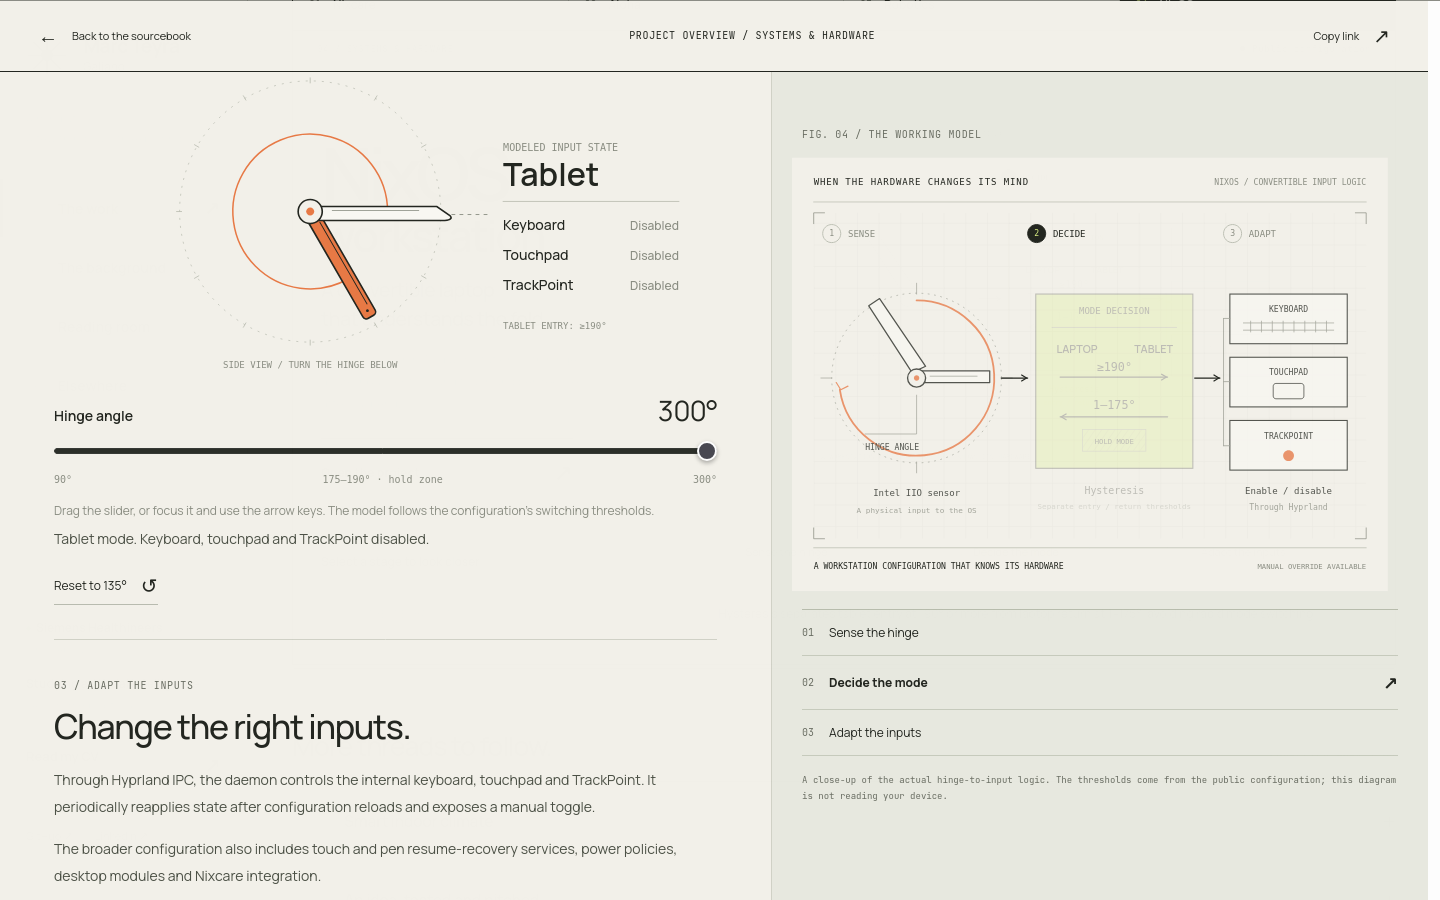 ← Back to the sourcebook
PROJECT OVERVIEW / SYSTEMS & HARDWARE
Copy link ↗
MODELED INPUT STATE
Tablet
Keyboard Disabled
Touchpad Disabled
TrackPoint Disabled
TABLET ENTRY: ≥190°
SIDE VIEW / TURN THE HINGE BELOW
Hinge angle 300°
90° 175–190° · hold zone 300°
Drag the slider, or focus it and use the arrow keys. The model follows the configuration's switching thresholds.
Tablet mode. Keyboard, touchpad and TrackPoint disabled.
Reset to 135° ↺
03 / ADAPT THE INPUTS
Change the right inputs.
Through Hyprland IPC, the daemon controls the internal keyboard, touchpad and TrackPoint. It
periodically reapplies state after configuration reloads and exposes a manual toggle.
The broader configuration also includes touch and pen resume-recovery services, power policies,
desktop modules and Nixcare integration.
FIG. 04 / THE WORKING MODEL
WHEN THE HARDWARE CHANGES ITS MIND
NIXOS / CONVERTIBLE INPUT LOGIC
1 SENSE
2 DECIDE
3 ADAPT
HINGE ANGLE
Intel IIO sensor
A physical input to the OS
MODE DECISION
LAPTOP TABLET
≥190°
1–175°
HOLD MODE
Hysteresis
Separate entry / return thresholds
KEYBOARD
TOUCHPAD
TRACKPOINT
Enable / disable
Through Hyprland
A WORKSTATION CONFIGURATION THAT KNOWS ITS HARDWARE
MANUAL OVERRIDE AVAILABLE
01 Sense the hinge
02 Decide the mode ↗
03 Adapt the inputs
A close-up of the actual hinge-to-input logic. The thresholds come from the public configuration; this diagram
is not reading your device.